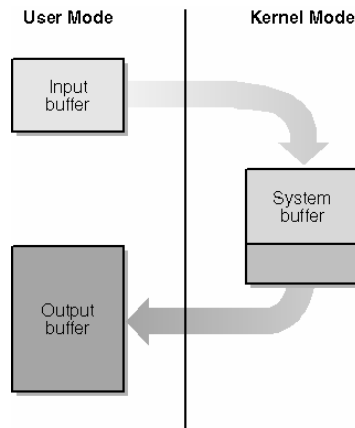 User Mode
Kernel Mode
Input
buffer
System
buffer
Output
buffer